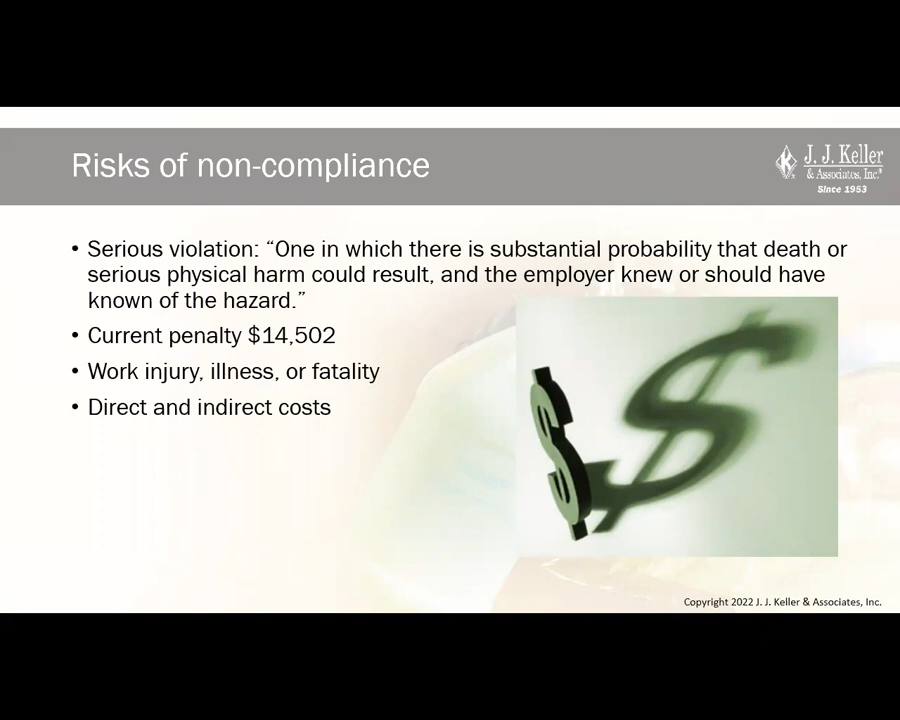 Risks of non-compliance
J. J. Keller
& Associates, Inc.®
Since 1953
• Serious violation: “One in which there is substantial probability that death or
serious physical harm could result, and the employer knew or should have
known of the hazard.”
• Current penalty $14,502
• Work injury, illness, or fatality
• Direct and indirect costs
$
$
Copyright 2022 J. J. Keller & Associates, Inc.